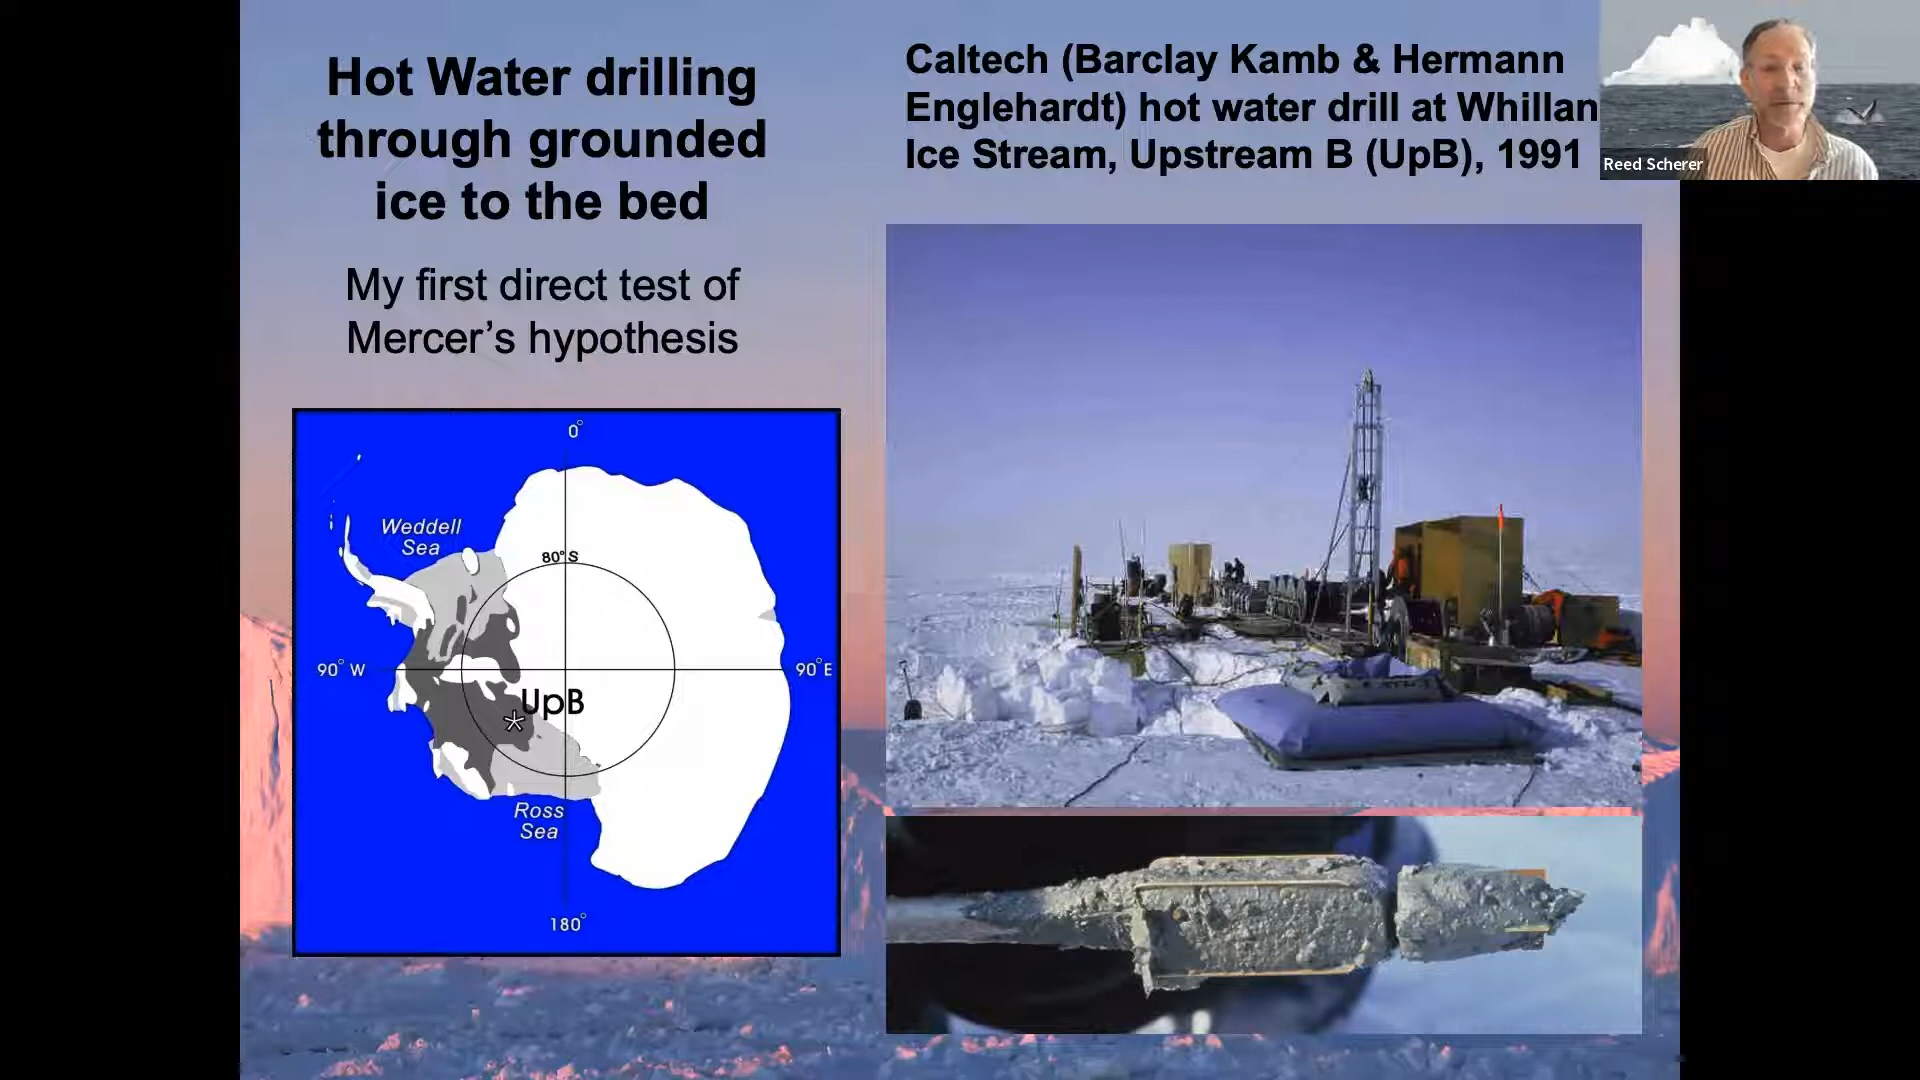 Hot Water drilling
through grounded
ice to the bed
My first direct test of
Mercer's hypothesis
Caltech (Barclay Kamb & Hermann
Englehardt) hot water drill at Whillan
Ice Stream, Upstream B (UpB), 1991
Reed Scherer
0°
Weddell
Sea
80° S
90° W
90° E
UpB
Ross
Sea
180°